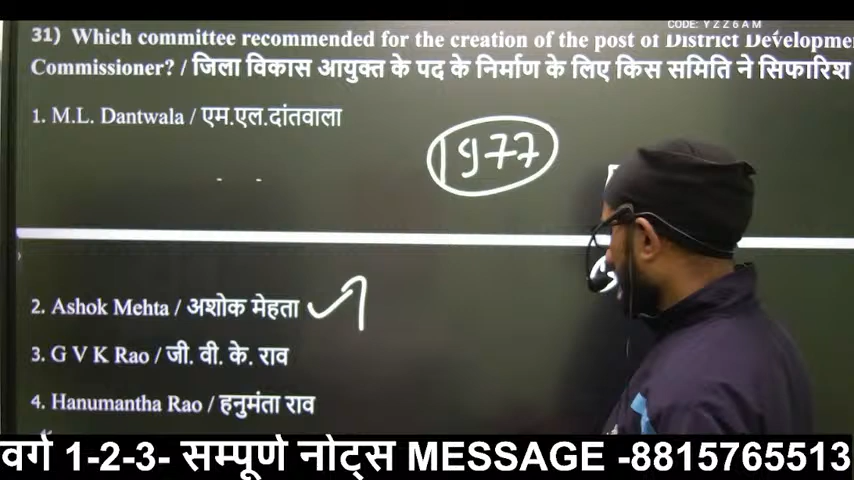 CODE: YZZ6AM
31) Which committee recommended for the creation of the post of District Developme
Commissioner? / जिला विकास आयुक्त के पद के निर्माण के लिए किस समिति ने सिफारिश
1. M.L. Dantwala / एम.एल.दांतवाला
1977
2. Ashok Mehta / अशोक मेहता
3. G V K Rao / जी. वी. के. राव
4. Hanumantha Rao / हनुमंता राव
वर्ग 1-2-3- सम्पूर्ण नोट्स MESSAGE -8815765513